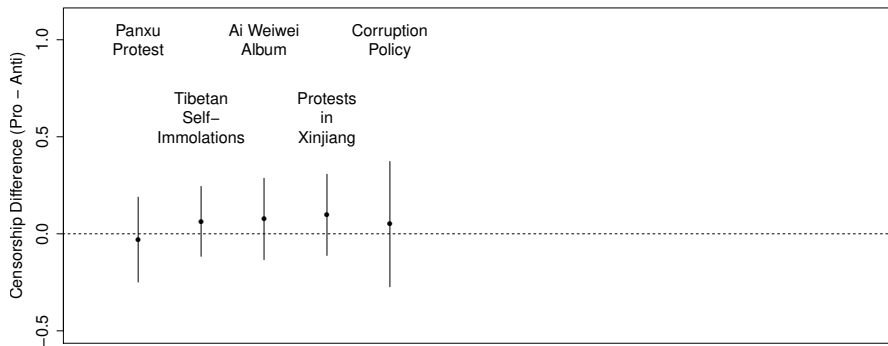 Panxu
Protest
Ai Weiwei
Album
Corruption
Policy
Tibetan
Self−
Immolations
Protests
in
Xinjiang
Censorship Difference (Pro − Anti)
1.0
0.5
0.0
−0.5